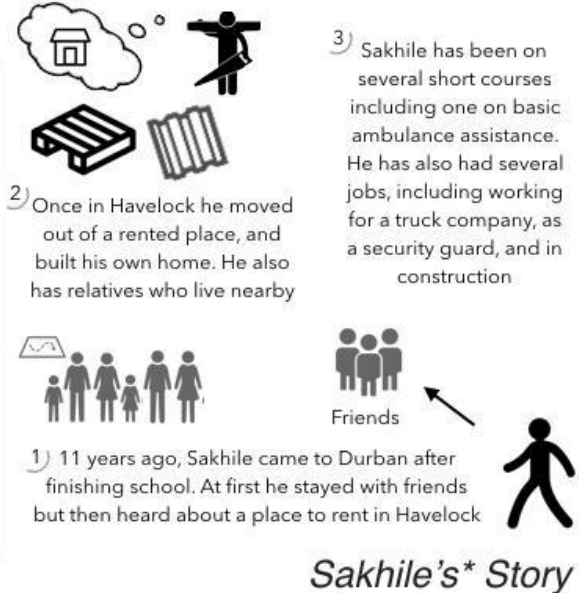 3) Sakhile has been on
several short courses
including one on basic
ambulance assistance.
He has also had several
jobs, including working
for a truck company, as
a security guard, and in
construction
2) Once in Havelock he moved
out of a rented place, and
built his own home. He also
has relatives who live nearby
Friends
1) 11 years ago, Sakhile came to Durban after
finishing school. At first he stayed with friends
but then heard about a place to rent in Havelock
Sakhile's* Story